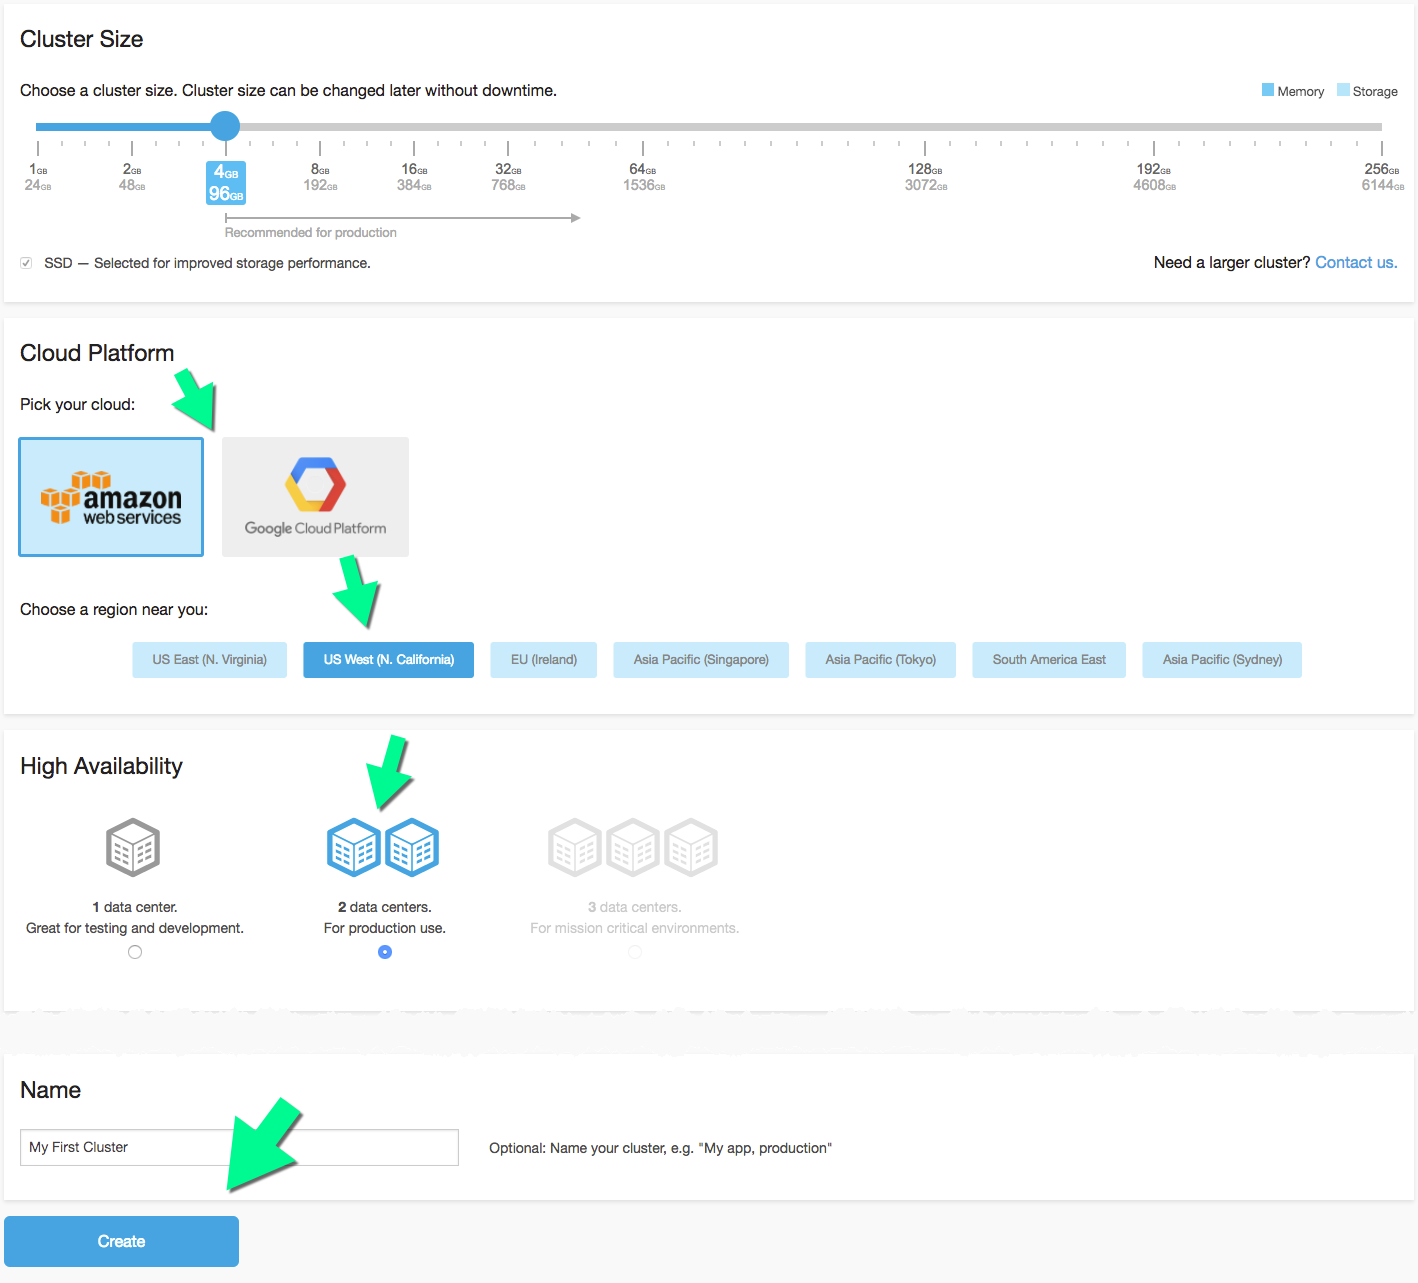 Cluster Size
Choose a cluster size. Cluster size can be changed later without downtime.
Memory Storage
1GB 2GB 4GB 8GB 16GB 32GB 64GB 128GB 192GB 256GB
24GB 48GB 96GB 192GB 384GB 768GB 1536GB 3072GB 4608GB 6144GB
Recommended for production
SSD — Selected for improved storage performance.
Need a larger cluster? Contact us.
Cloud Platform
Pick your cloud:
amazon
web services
Google Cloud Platform
Choose a region near you:
US East (N. Virginia) US West (N. California) EU (Ireland) Asia Pacific (Singapore) Asia Pacific (Tokyo) South America East Asia Pacific (Sydney)
High Availability
1 data center.
Great for testing and development.
2 data centers.
For production use.
3 data centers.
For mission critical environments.
Name
My First Cluster
Optional: Name your cluster, e.g. "My app, production"
Create